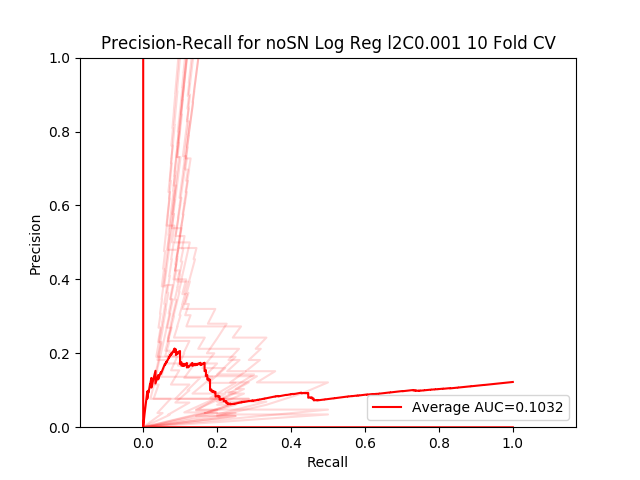 Precision-Recall for noSN Log Reg l2C0.001 10 Fold CV
1.0
0.8
0.6
0.4
0.2
0.0
Precision
0.0 0.2 0.4 0.6 0.8 1.0
Recall
Average AUC=0.1032